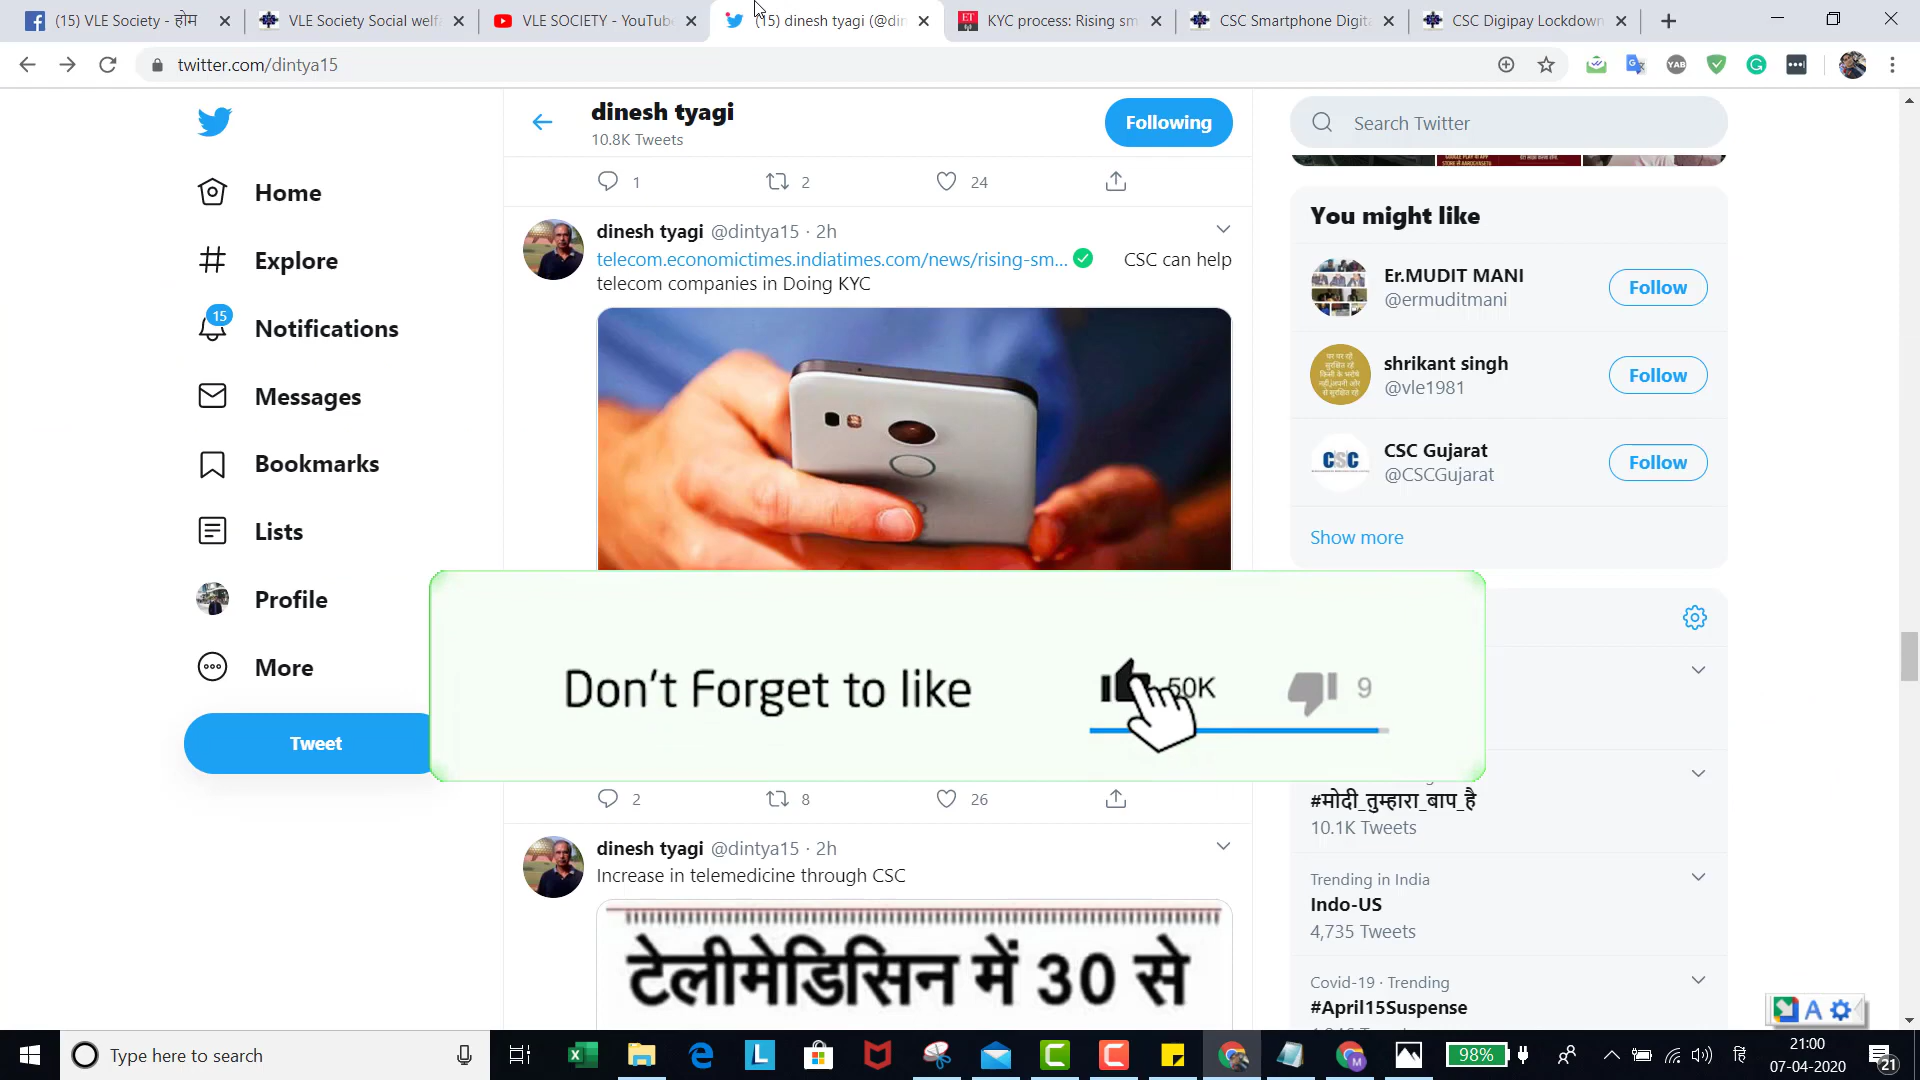 (15) VLE Society - होम
VLE Society Social welf
VLE SOCIETY - YouTube
(15) dinesh tyagi (@din
KYC process: Rising sm
CSC Smartphone Digita
CSC Digipay Lockdown
twitter.com/dintya15
dinesh tyagi
10.8K Tweets
Following
Search Twitter
Home
Explore
15
Notifications
Messages
Bookmarks
Lists
Profile
More
Tweet
1 2 24
dinesh tyagi @dintya15 · 2h
telecom.economictimes.indiatimes.com/news/rising-sm... CSC can help
telecom companies in Doing KYC
Don't Forget to like
50K 9
2 8 26
dinesh tyagi @dintya15 · 2h
Increase in telemedicine through CSC
टेलीमेडिसिन में 30 से
You might like
Er.MUDIT MANI
@ermuditmani
Follow
shrikant singh
@vle1981
Follow
CSC
CSC Gujarat
@CSCGujarat
Follow
Show more
#मोदी_तुम्हारा_बाप_है
10.1K Tweets
Trending in India
Indo-US
4,735 Tweets
Covid-19 · Trending
#April15Suspense
Type here to search
98%
हि
21:00
07-04-2020
21